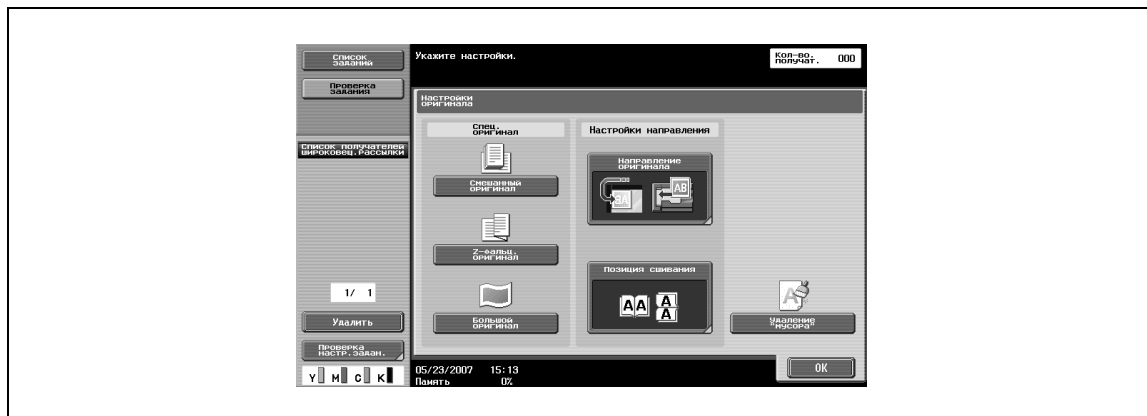 Список
заданий
Укажите настройки.
Кол-во.
получат.
000
Проверка
задания
Настройки
оригинала
Список получателей
широковещ.рассылки
Спец.
оригинал
Настройки направления
Смешанный
оригинал
Направление
оригинала
Z-фальц.
оригинал
Позиция сшивания
Большой
оригинал
Удаление
"мусора"
1/ 1
Удалить
Проверка
настр.задан.
OK
Y M C K
05/23/2007 15:13
Память 0%